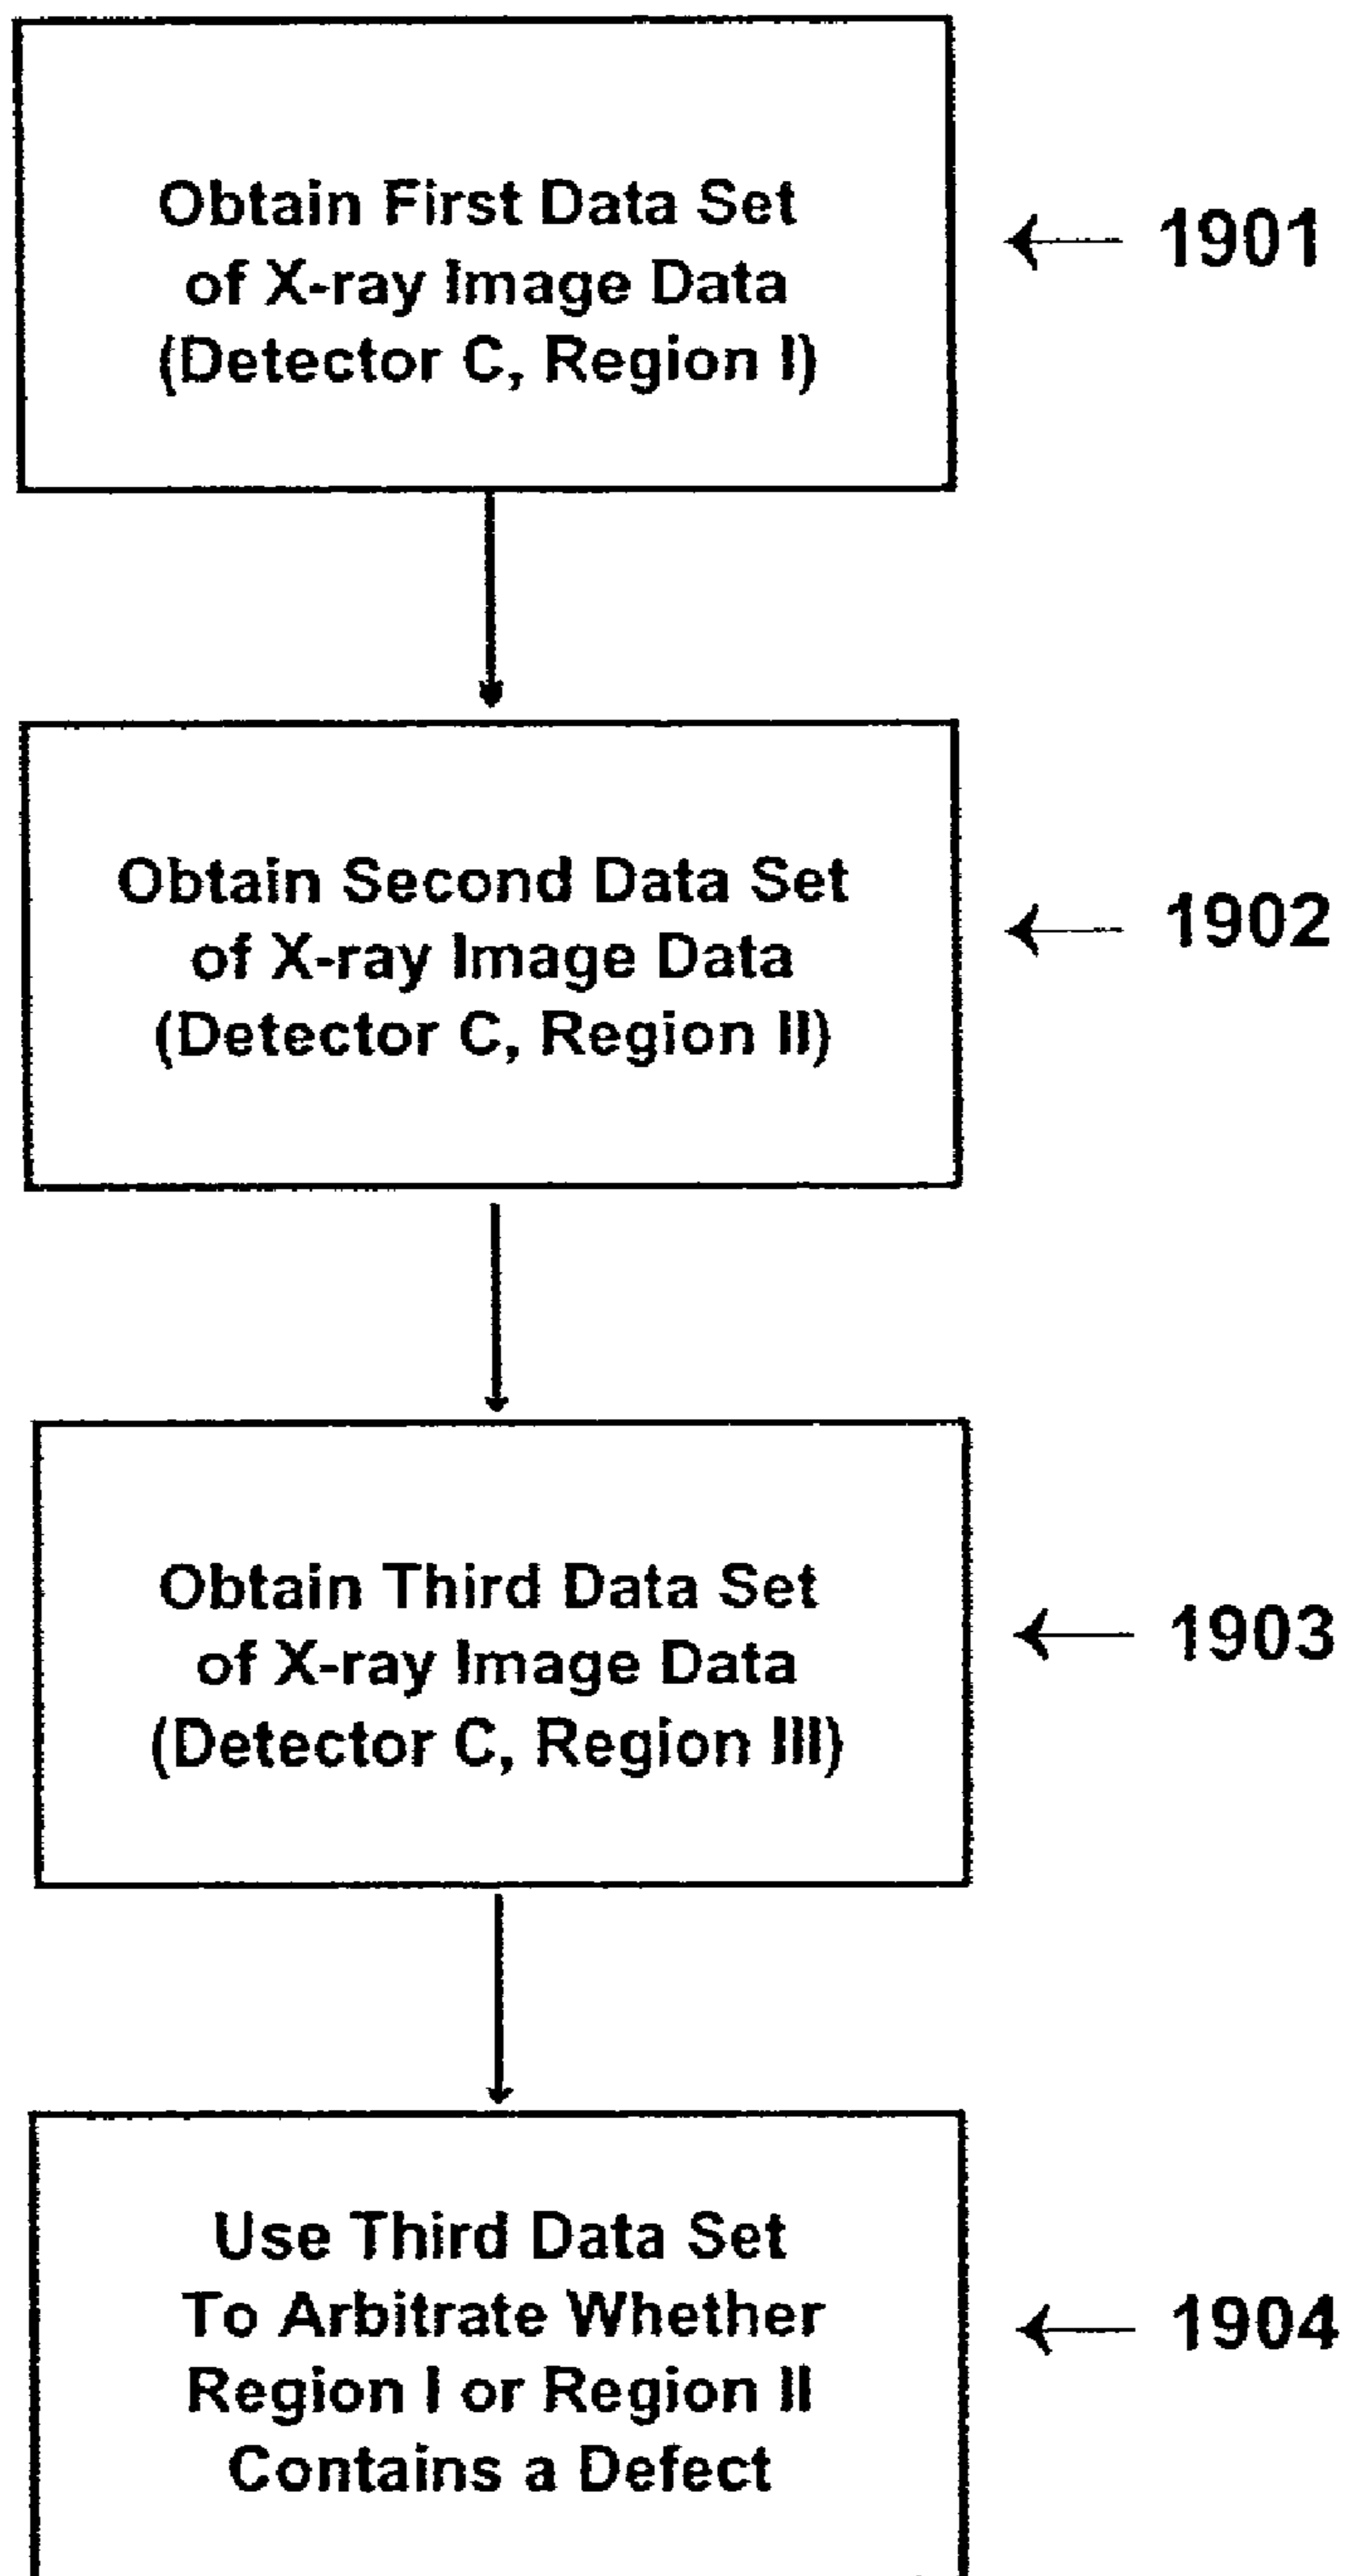 Obtain First Data Set
of X-ray Image Data
(Detector C, Region I)
1901
Obtain Second Data Set
of X-ray Image Data
(Detector C, Region II)
1902
Obtain Third Data Set
of X-ray Image Data
(Detector C, Region III)
1903
Use Third Data Set
To Arbitrate Whether
Region I or Region II
Contains a Defect
1904